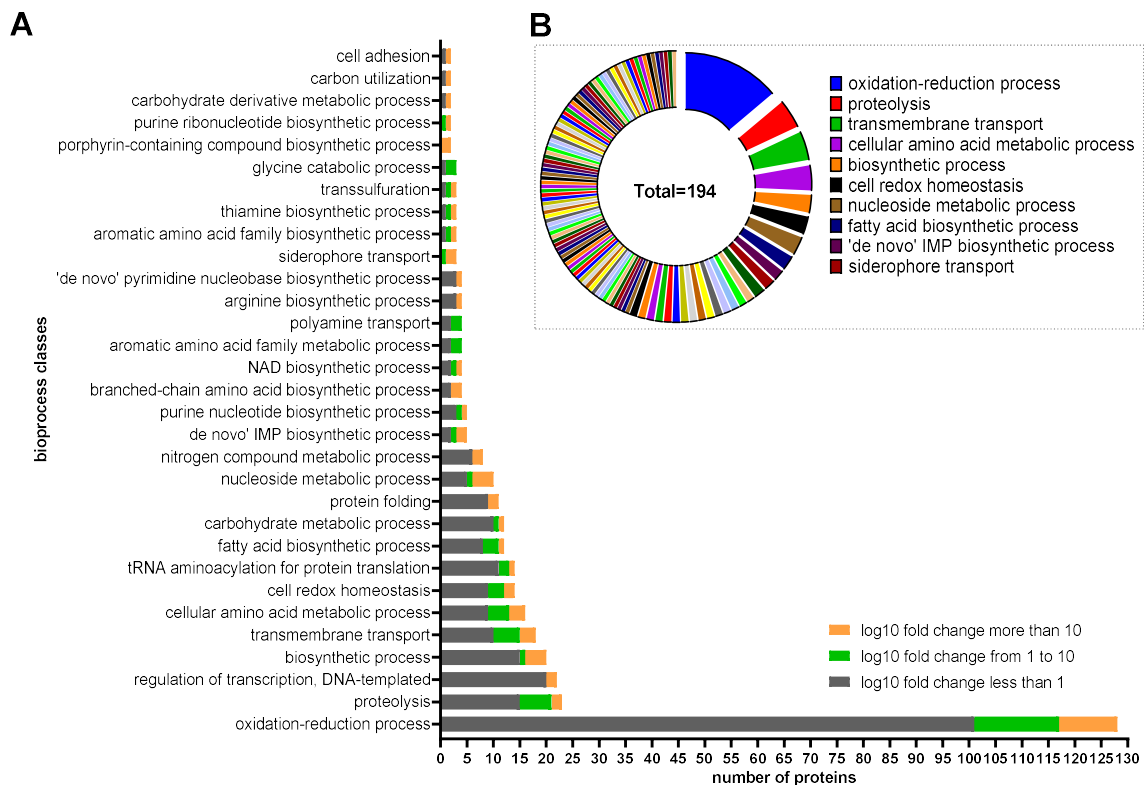 A
bioprocess classes
cell adhesion
carbon utilization
carbohydrate derivative metabolic process
purine ribonucleotide biosynthetic process
porphyrin-containing compound biosynthetic process
glycine catabolic process
transsulfuration
thiamine biosynthetic process
aromatic amino acid family biosynthetic process
siderophore transport
'de novo' pyrimidine nucleobase biosynthetic process
arginine biosynthetic process
polyamine transport
aromatic amino acid family metabolic process
NAD biosynthetic process
branched-chain amino acid biosynthetic process
purine nucleotide biosynthetic process
de novo' IMP biosynthetic process
nitrogen compound metabolic process
nucleoside metabolic process
protein folding
carbohydrate metabolic process
fatty acid biosynthetic process
tRNA aminoacylation for protein translation
cell redox homeostasis
cellular amino acid metabolic process
transmembrane transport
biosynthetic process
regulation of transcription, DNA-templated
proteolysis
oxidation-reduction process
0 5 10 15 20 25 30 35 40 45 50 55 60 65 70 75 80 85 90 95 100 105 110 115 120 125 130
number of proteins
log10 fold change more than 10
log10 fold change from 1 to 10
log10 fold change less than 1
B
Total=194
oxidation-reduction process
proteolysis
transmembrane transport
cellular amino acid metabolic process
biosynthetic process
cell redox homeostasis
nucleoside metabolic process
fatty acid biosynthetic process
'de novo' IMP biosynthetic process
siderophore transport